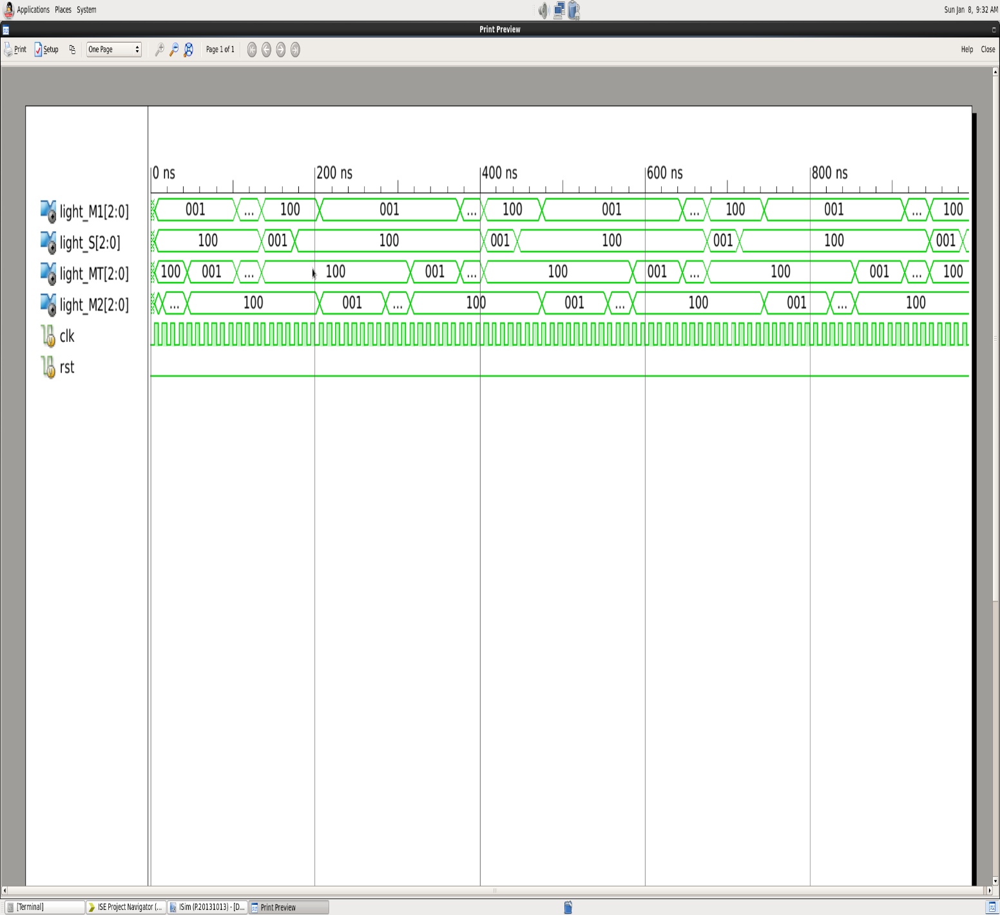 Applications Places System Sun Jan 8, 9:32 AM
Print Preview
Print Setup One Page Page 1 of 1 Help Close
0 ns 200 ns 400 ns 600 ns 800 ns
light_M1[2:0] 001 ... 100 001 ... 100 001 ... 100 001 ... 100
light_S[2:0] 100 001 100 001 100 001 100 001
light_MT[2:0] 100 001 ... 100 001 ... 100 001 ... 100 001 ... 100
light_M2[2:0] ... 100 001 ... 100 001 ... 100 001 ... 100
clk
rst
[Terminal] ISE Project Navigator (... ISim (P.20131013) - [D... Print Preview